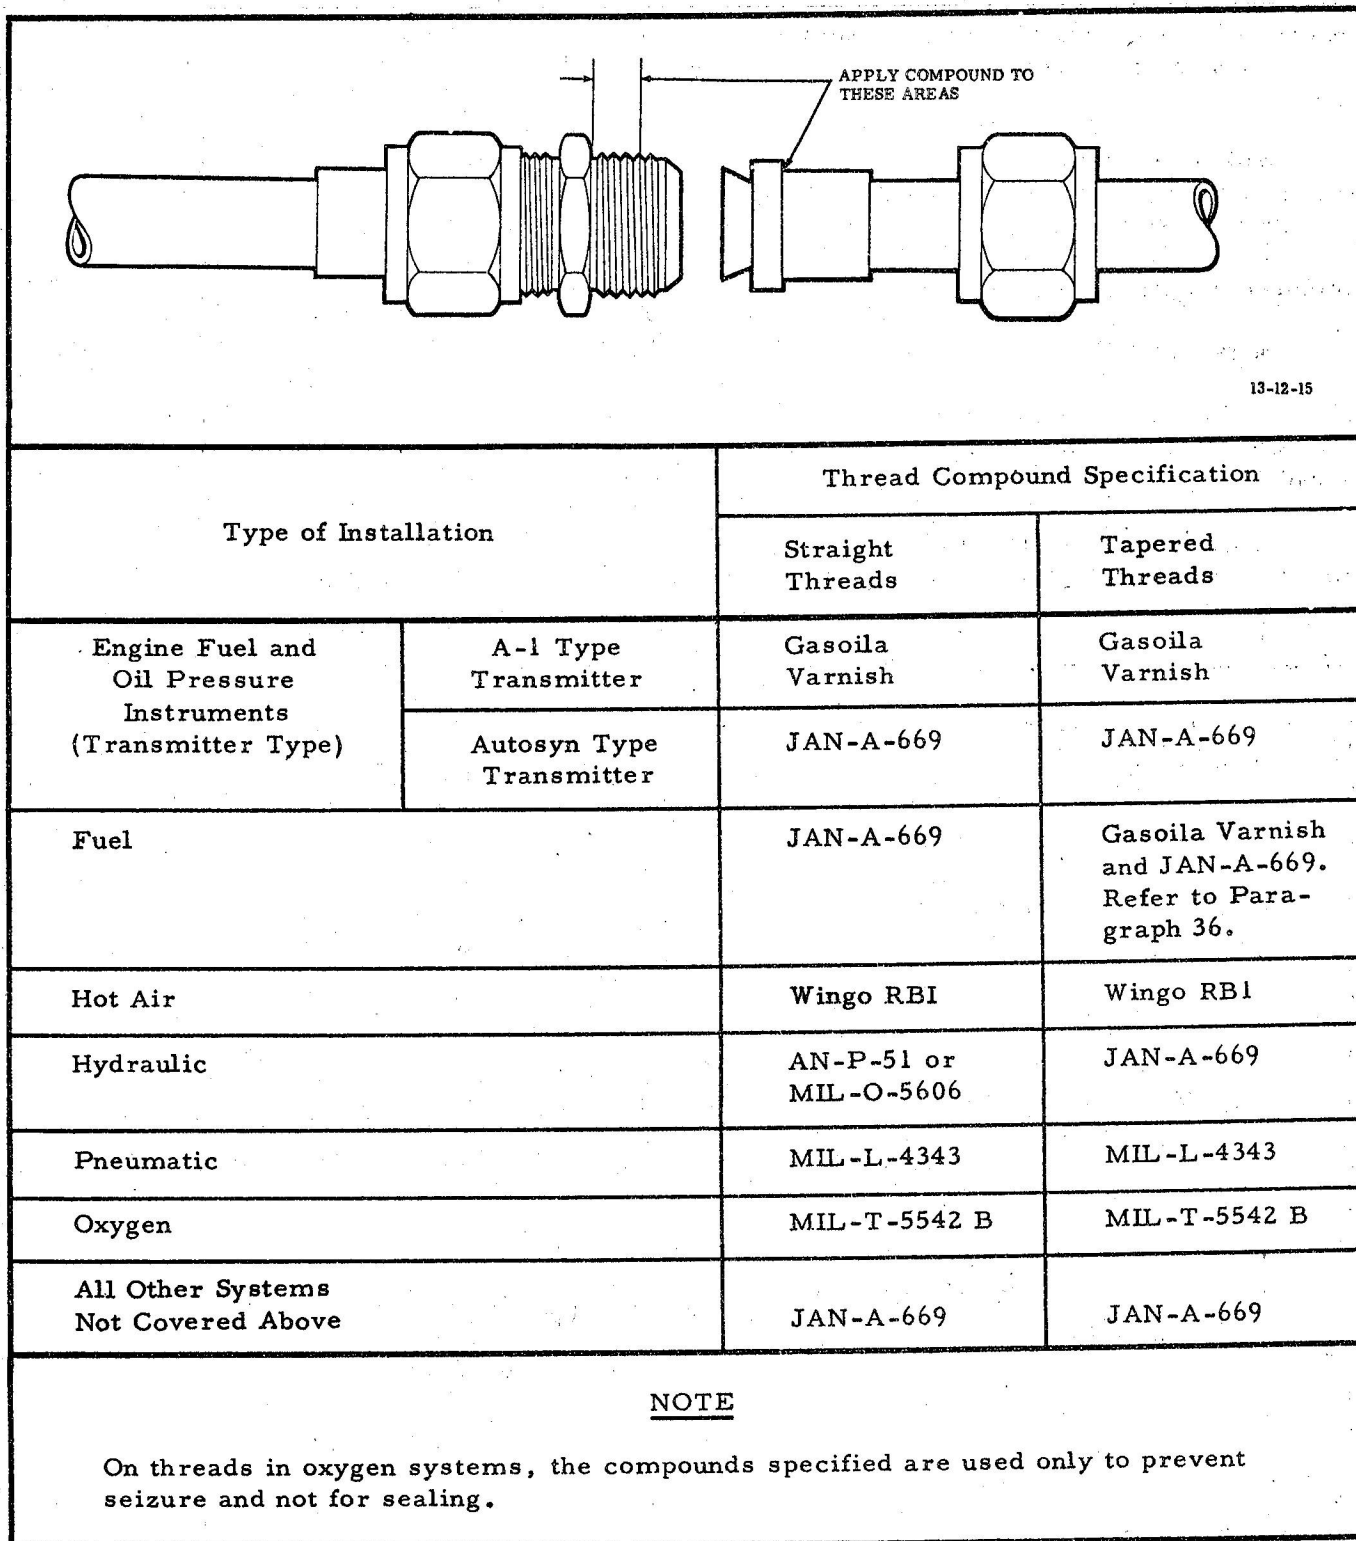 APPLY COMPOUND TO
THESE AREAS
13-12-15
Type of Installation
Thread Compound Specification
Straight
Threads
Tapered
Threads
Engine Fuel and
Oil Pressure
Instruments
(Transmitter Type)
A-1 Type
Transmitter
Gasoila
Varnish
Gasoila
Varnish
Autosyn Type
Transmitter
JAN-A-669
JAN-A-669
Fuel
JAN-A-669
Gasoila Varnish
and JAN-A-669.
Refer to Para-
graph 36.
Hot Air
Wingo RBI
Wingo RB1
Hydraulic
AN-P-51 or
MIL-O-5606
JAN-A-669
Pneumatic
MIL-L-4343
MIL-L-4343
Oxygen
MIL-T-5542 B
MIL-T-5542 B
All Other Systems
Not Covered Above
JAN-A-669
JAN-A-669
NOTE
On threads in oxygen systems, the compounds specified are used only to prevent
seizure and not for sealing.